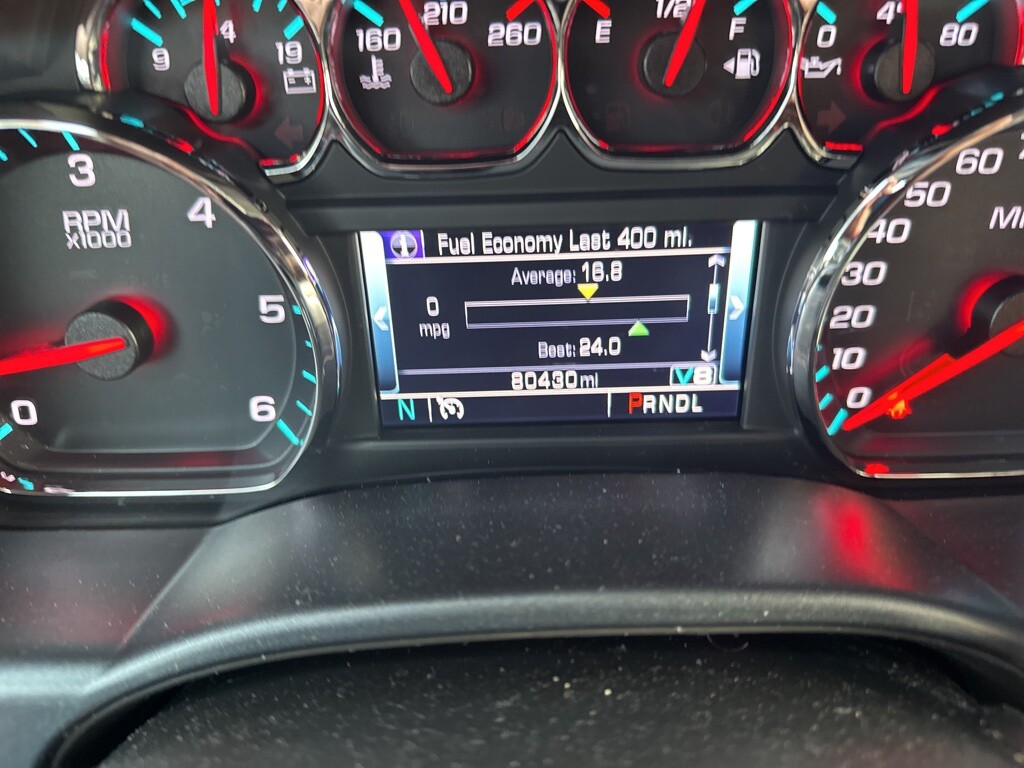 9 14 19
160 210 260
E 1/2 F
0 40 80
3
4
RPM
x1000
5
6
0
Fuel Economy Last 400 mi.
Average: 16.8
0
mpg
Best: 24.0
80430 mi V8
N PRNDL
60
50
40
30
20
10
0